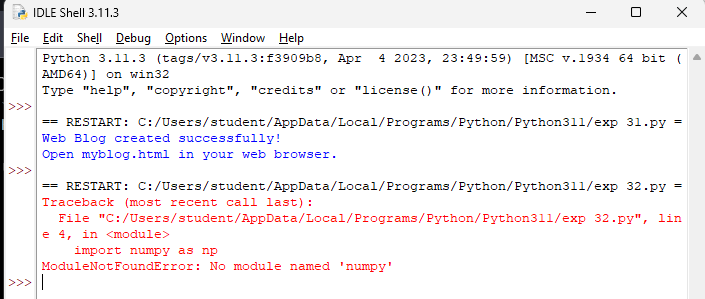 IDLE Shell 3.11.3
File Edit Shell Debug Options Window Help
Python 3.11.3 (tags/v3.11.3:f3909b8, Apr  4 2023, 23:49:59) [MSC v.1934 64 bit (
AMD64)] on win32
Type "help", "copyright", "credits" or "license()" for more information.
>>>
== RESTART: C:/Users/student/AppData/Local/Programs/Python/Python311/exp 31.py =
Web Blog created successfully!
Open myblog.html in your web browser.
>>>
== RESTART: C:/Users/student/AppData/Local/Programs/Python/Python311/exp 32.py =
Traceback (most recent call last):
  File "C:/Users/student/AppData/Local/Programs/Python/Python311/exp 32.py", lin
e 4, in <module>
    import numpy as np
ModuleNotFoundError: No module named 'numpy'
>>>